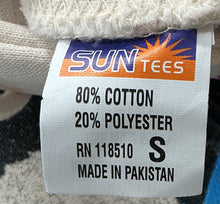 SUN TEES
80% COTTON
20% POLYESTER
RN 118510 S
MADE IN PAKISTAN